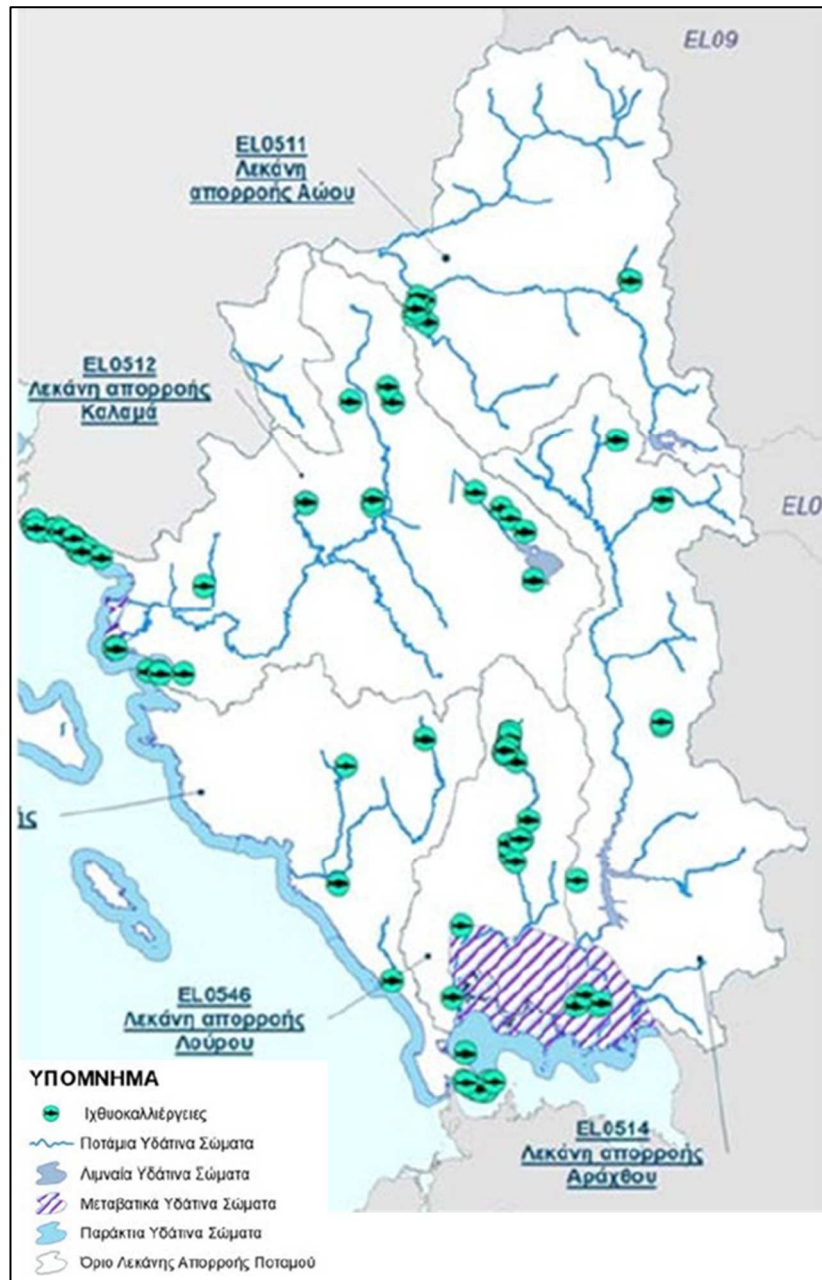 EL09
EL0511
Λεκάνη
απορροής Αώου
EL0512
Λεκάνη απορροής
Καλαμά
EL0
ής
EL0546
Λεκάνη απορροής
Λούρου
EL0514
Λεκάνη απορροής
Αράχθου
ΥΠΟΜΝΗΜΑ
Ιχθυοκαλλιέργειες
Ποτάμια Υδάτινα Σώματα
Λιμναία Υδάτινα Σώματα
Μεταβατικά Υδάτινα Σώματα
Παράκτια Υδάτινα Σώματα
Όριο Λεκάνης Απορροής Ποταμού